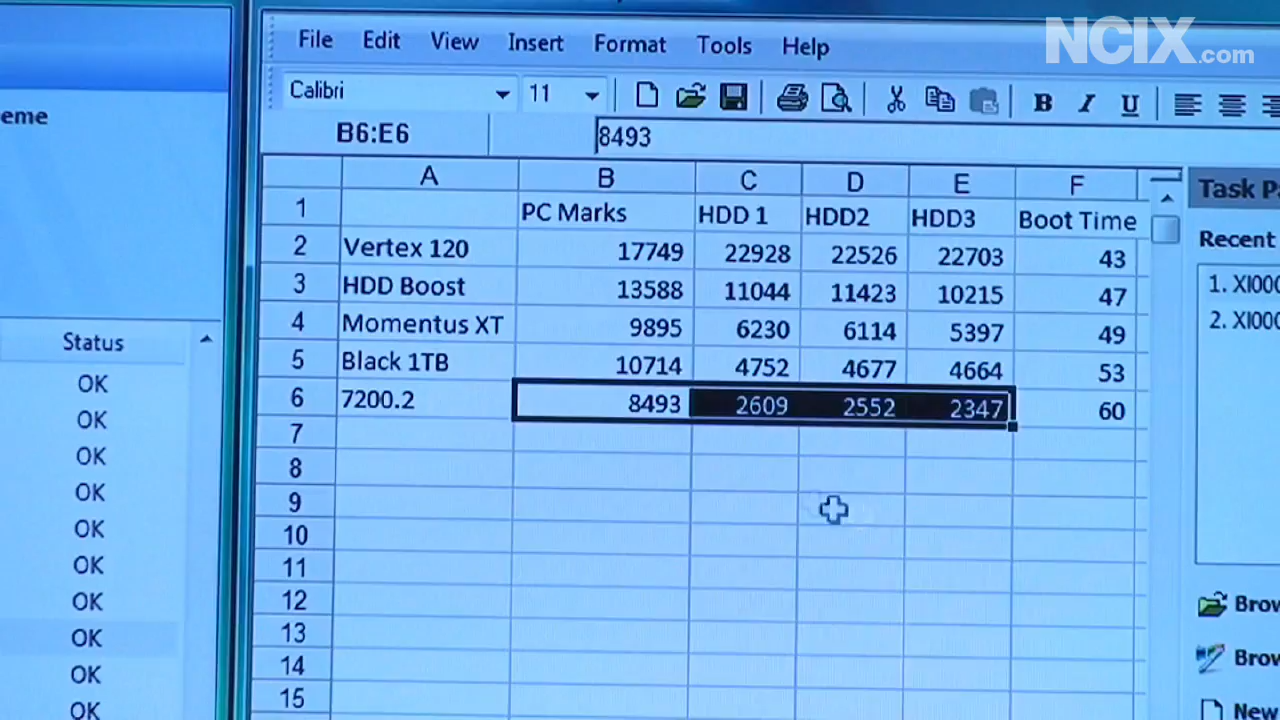 NCIX.com
File Edit View Insert Format Tools Help
Calibri 11 B I U
B6:E6 8493
A B C D E F
1 PC Marks HDD 1 HDD2 HDD3 Boot Time
2 Vertex 120 17749 22928 22526 22703 43
3 HDD Boost 13588 11044 11423 10215 47
4 Momentus XT 9895 6230 6114 5397 49
5 Black 1TB 10714 4752 4677 4664 53
6 7200.2 8493 2609 2552 2347 60
7
8
9
10
11
12
13
14
15
eme
Status
OK
OK
OK
OK
OK
OK
OK
OK
OK
OK
Task Pa
Recent
1. XI000
2. XI000
Brow
Brow
New